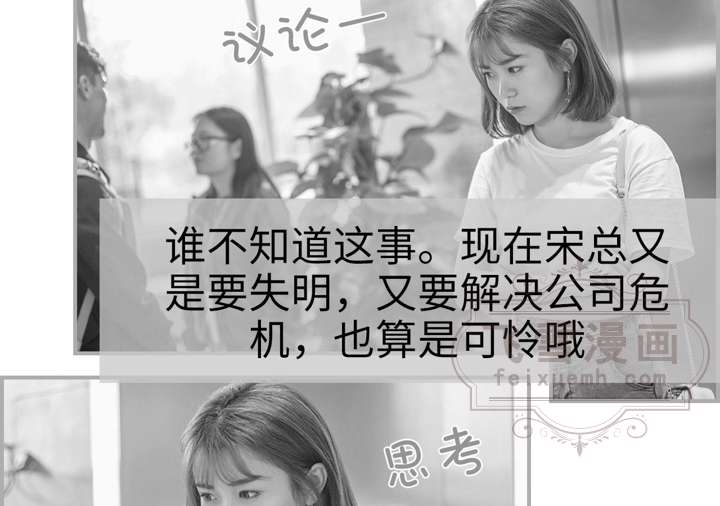 议论一
谁不知道这事。现在宋总又
是要失明，又要解决公司危
机，也算是可怜哦
漫画
feixuemh.com
思考